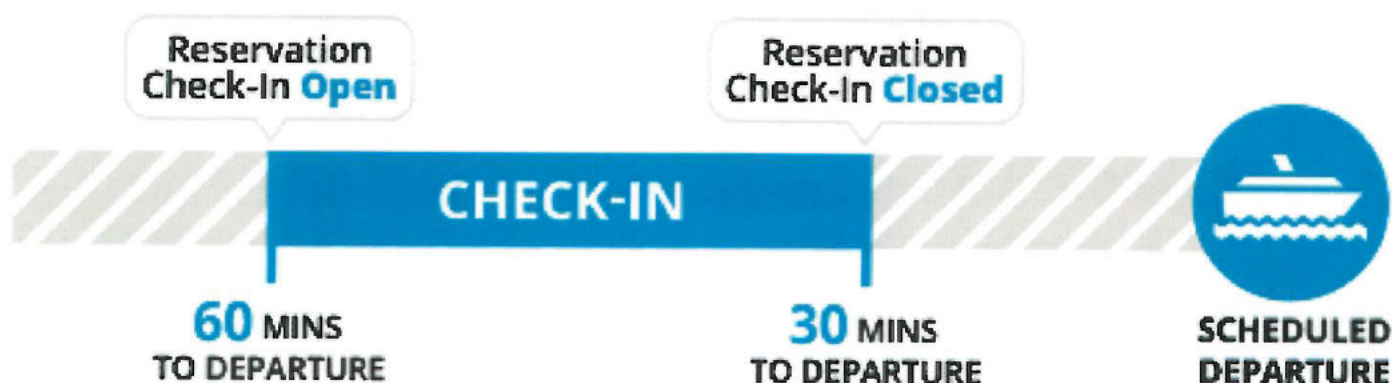 Reservation
Check-In Open
Reservation
Check-In Closed
CHECK-IN
60 MINS
TO DEPARTURE
30 MINS
TO DEPARTURE
SCHEDULED
DEPARTURE